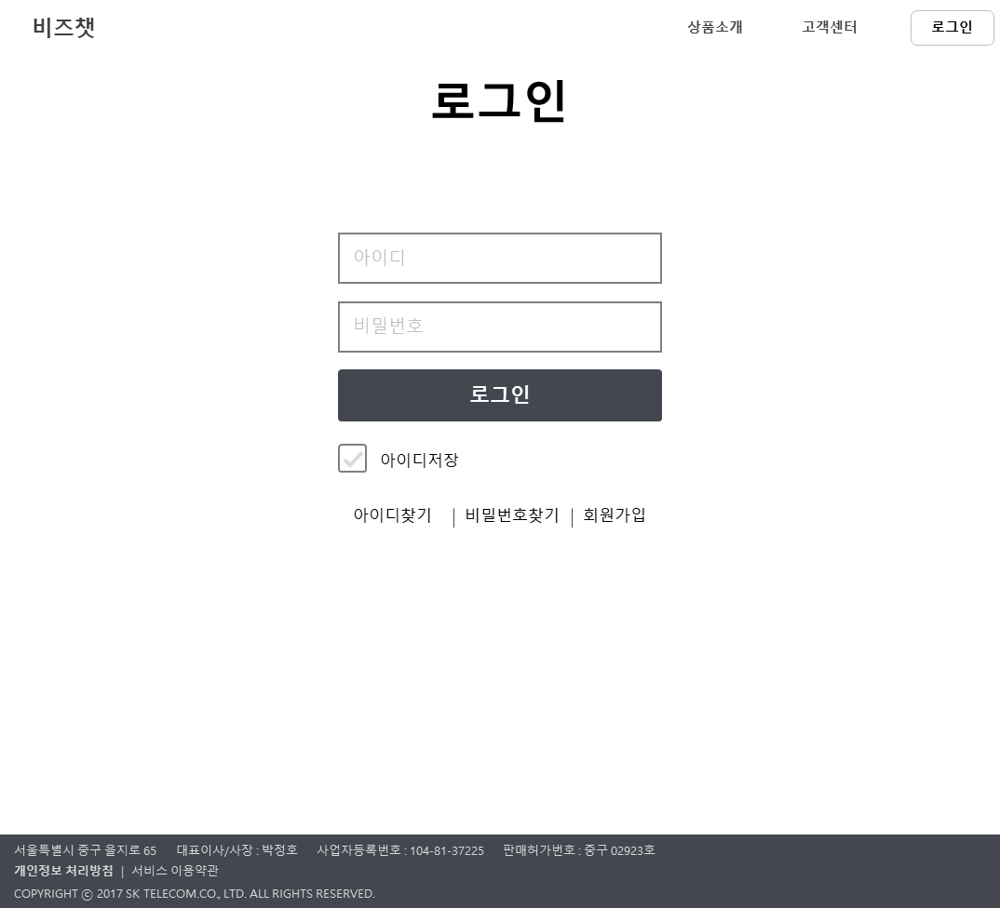 비즈챗 상품소개 고객센터 로그인
로그인
아이디
비밀번호
로그인
아이디저장
아이디찾기 | 비밀번호찾기 | 회원가입
서울특별시 중구 을지로 65 대표이사/사장 : 박정호 사업자등록번호 : 104-81-37225 판매허가번호 : 중구 02923호
개인정보 처리방침 | 서비스 이용약관
COPYRIGHT ⓒ 2017 SK TELECOM.CO., LTD. ALL RIGHTS RESERVED.